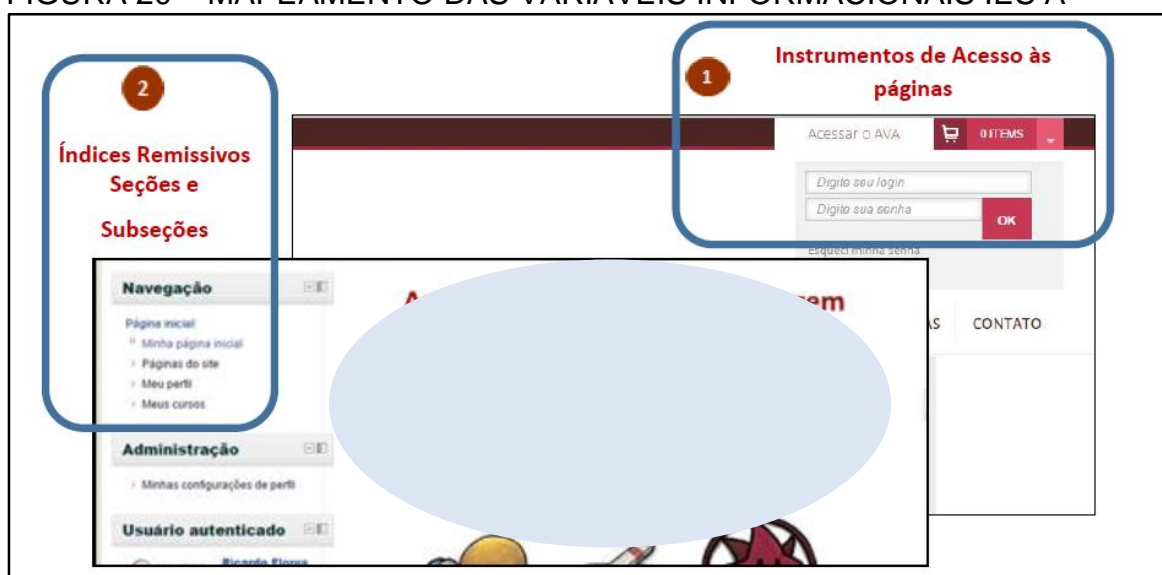 FIGURA 20 – MAPEAMENTO DAS VARIÁVEIS INFORMACIONAIS IES A
1
Instrumentos de Acesso às
páginas
2
Índices Remissivos
Seções e
Subseções
Acessar o AVA
0 ITEMS
Digite seu login
Digite sua senha
OK
Esqueci minha senha
CONTATO
Navegação
Página inicial
Minha página inicial
Páginas do site
Meu perfil
Meus cursos
Administração
Minhas configurações de perfil
Usuário autenticado
Ricardo Flores